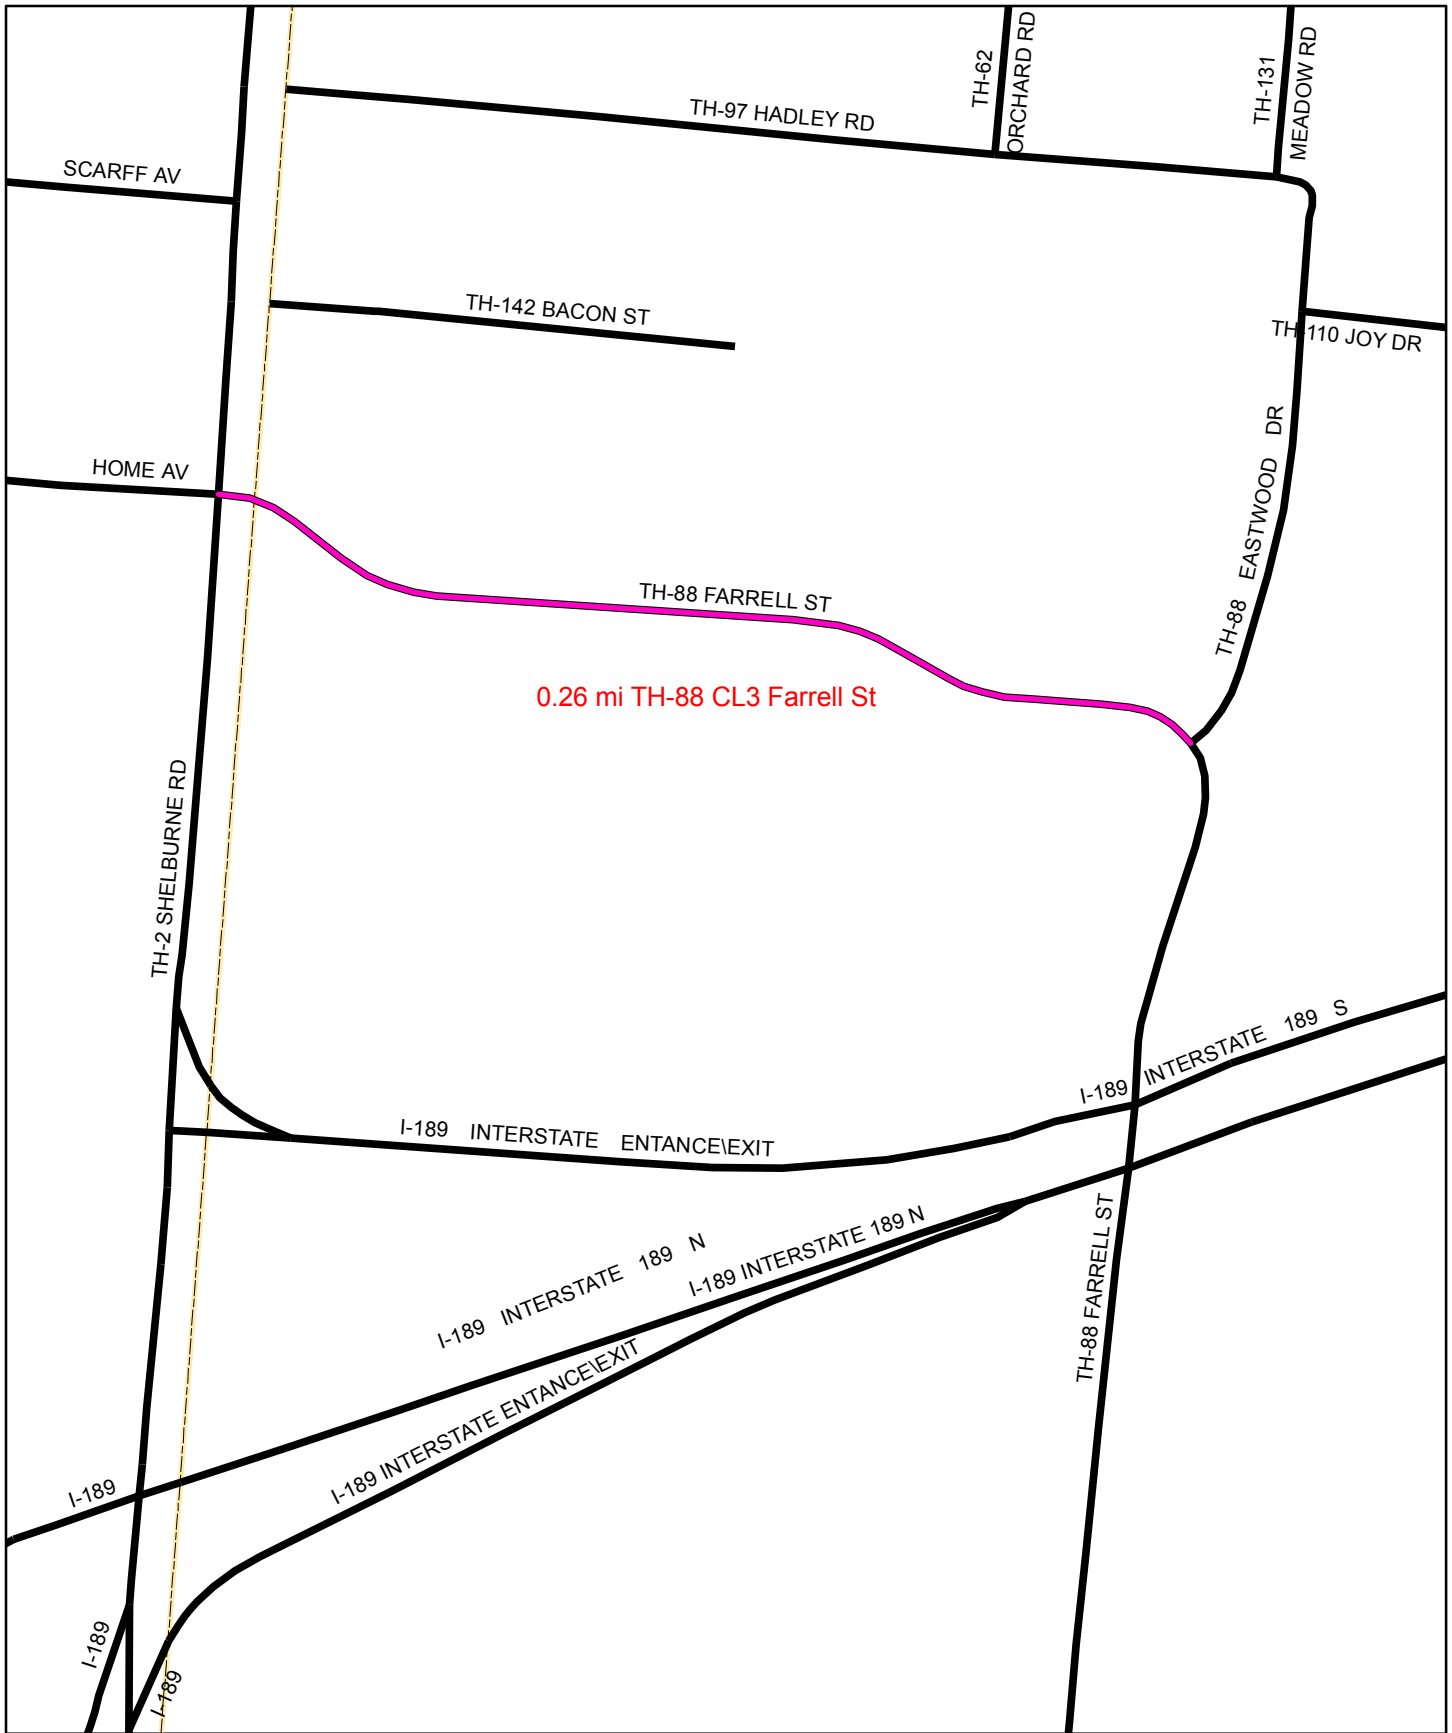 TH-62
ORCHARD RD
TH-131
MEADOW RD
TH-97 HADLEY RD
SCARFF AV
TH-142 BACON ST
TH-110 JOY DR
HOME AV
TH-88 EASTWOOD DR
TH-88 FARRELL ST
0.26 mi TH-88 CL3 Farrell St
TH-2 SHELBURNE RD
I-189 INTERSTATE 189 S
I-189 INTERSTATE ENTANCE\EXIT
I-189 INTERSTATE 189 N
I-189 INTERSTATE 189 N
TH-88 FARRELL ST
I-189 INTERSTATE ENTANCE\EXIT
I-189
I-189
I-189